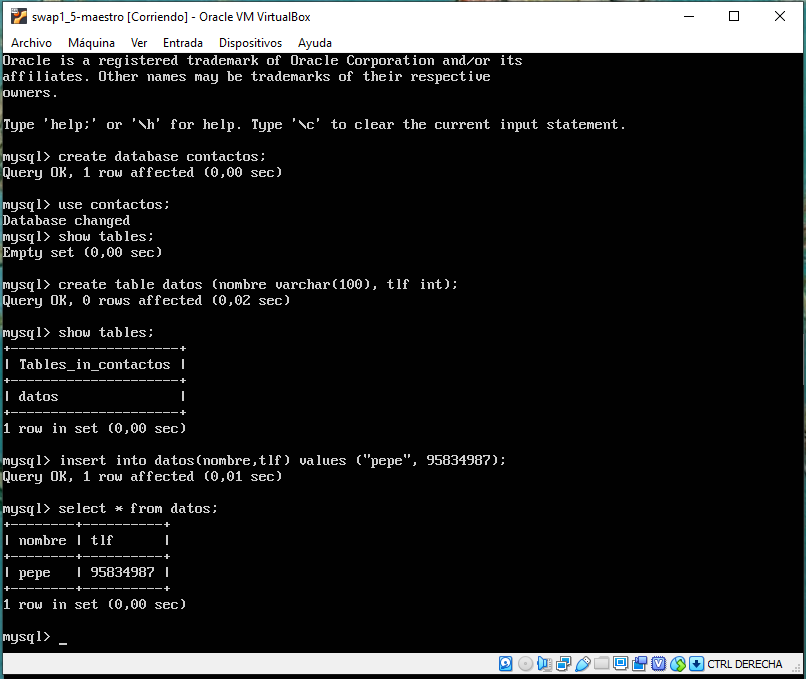 swap1_5-maestro [Corriendo] - Oracle VM VirtualBox
Archivo Máquina Ver Entrada Dispositivos Ayuda
Oracle is a registered trademark of Oracle Corporation and/or its
affiliates. Other names may be trademarks of their respective
owners.
Type 'help;' or '\h' for help. Type '\c' to clear the current input statement.
mysql> create database contactos;
Query OK, 1 row affected (0,00 sec)
mysql> use contactos;
Database changed
mysql> show tables;
Empty set (0,00 sec)
mysql> create table datos (nombre varchar(100), tlf int);
Query OK, 0 rows affected (0,02 sec)
mysql> show tables;
+---------------------+
| Tables_in_contactos |
+---------------------+
| datos               |
+---------------------+
1 row in set (0,00 sec)
mysql> insert into datos(nombre,tlf) values ("pepe", 95834987);
Query OK, 1 row affected (0,01 sec)
mysql> select * from datos;
+--------+----------+
| nombre | tlf      |
+--------+----------+
| pepe   | 95834987 |
+--------+----------+
1 row in set (0,00 sec)
mysql> _
CTRL DERECHA